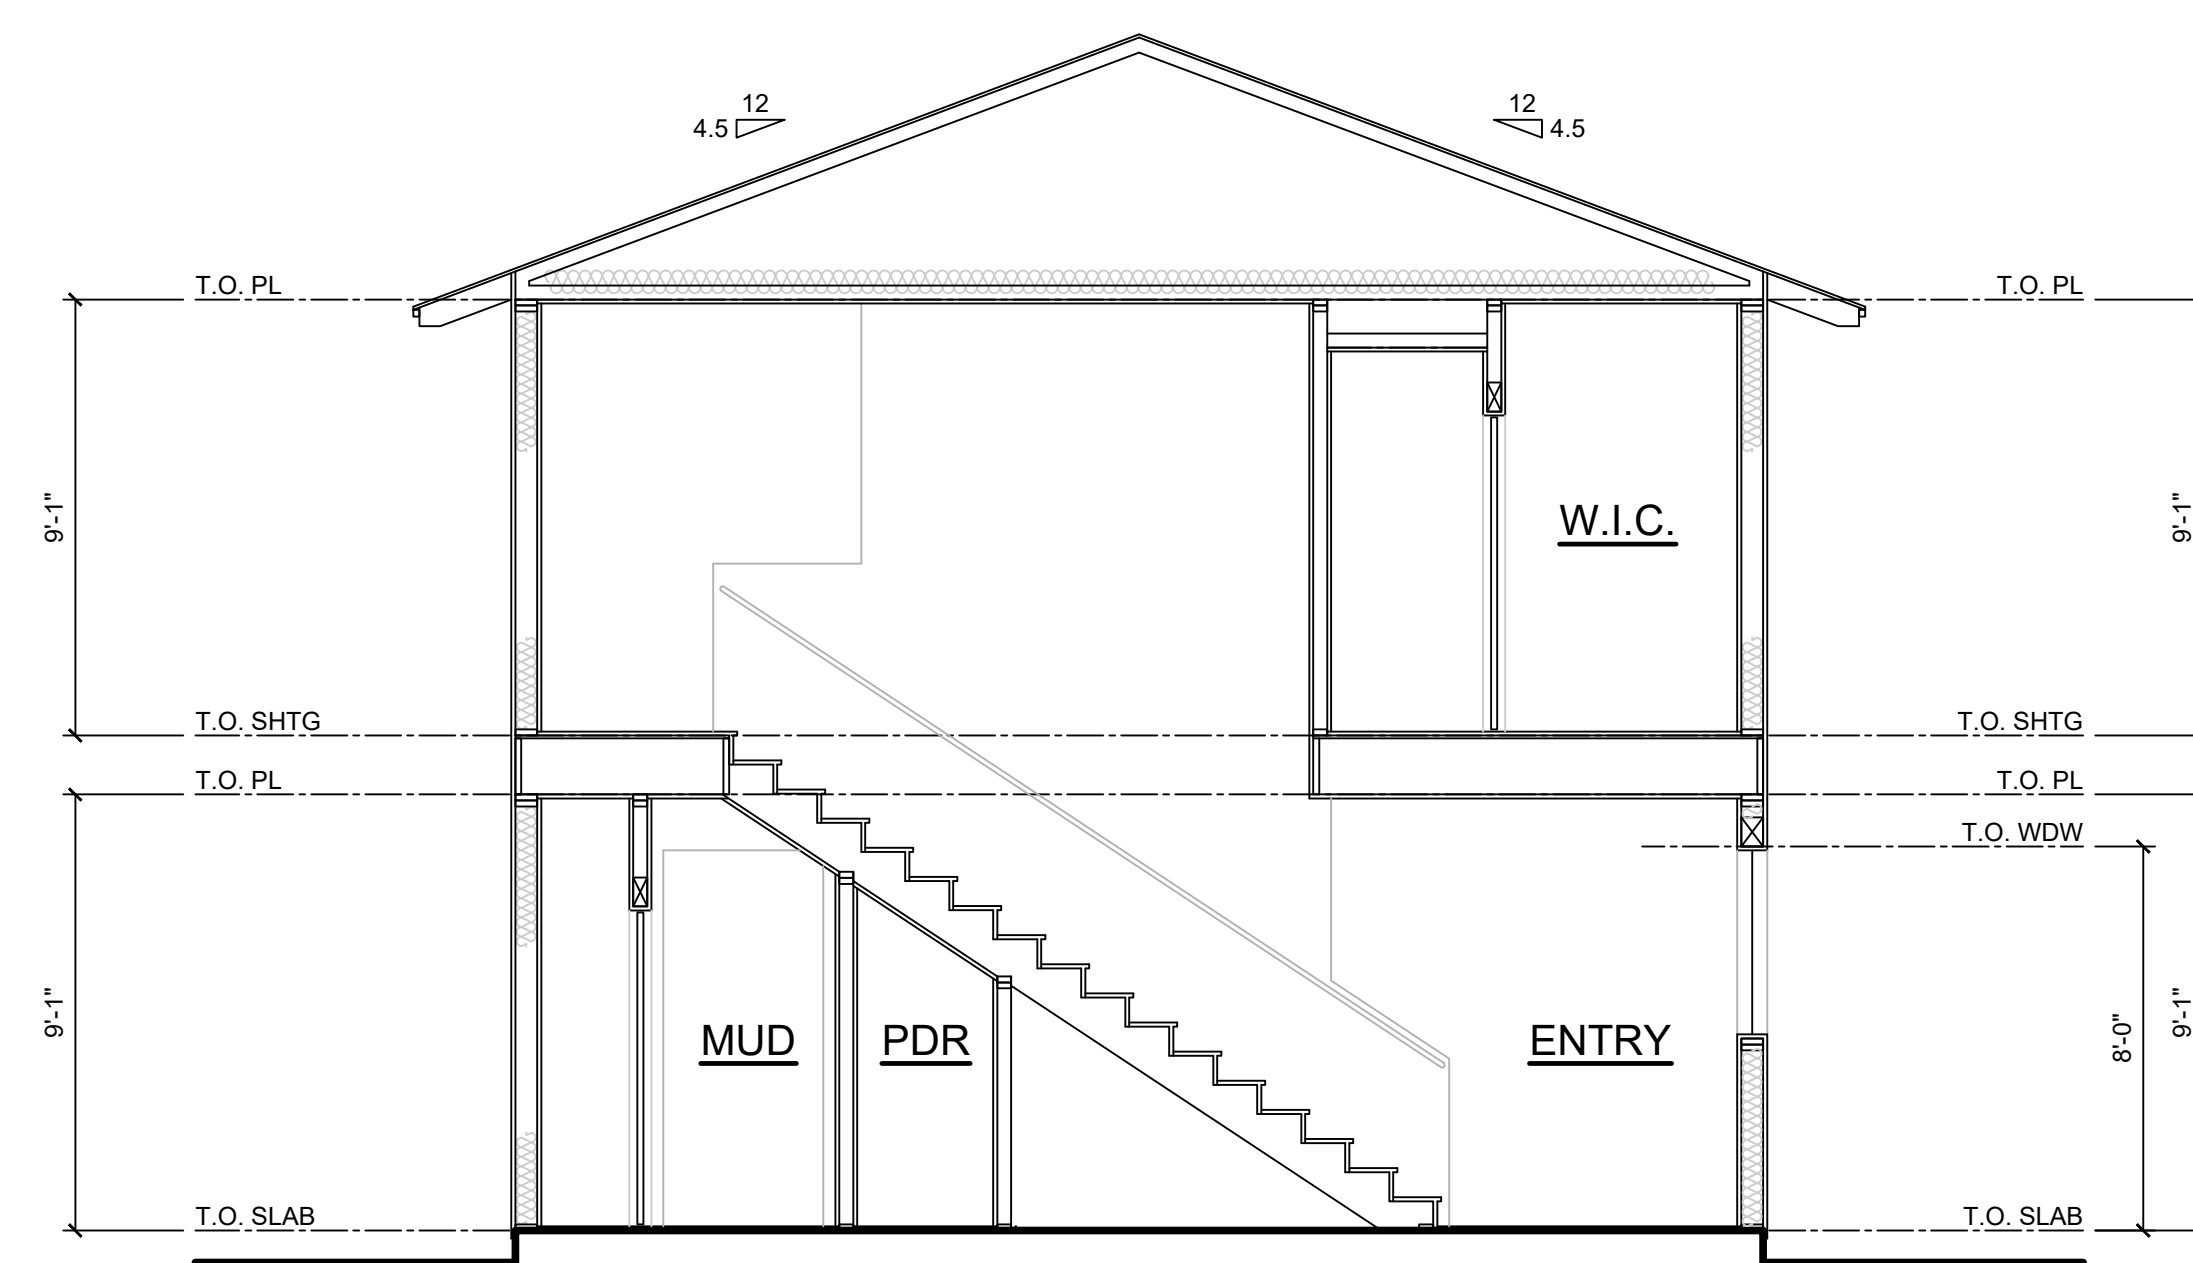 12
12
4.5
4.5
T.O. PL
T.O. PL
9'-1"
9'-1"
W.I.C.
T.O. SHTG
T.O. SHTG
T.O. PL
T.O. PL
T.O. WDW
9'-1"
MUD
PDR
ENTRY
8'-0"
9'-1"
T.O. SLAB
T.O. SLAB